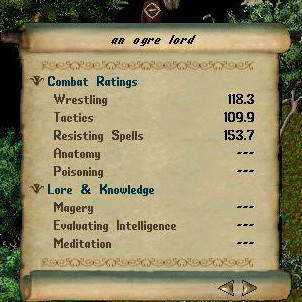 an ogre lord
Combat Ratings
Wrestling 118.3
Tactics 109.9
Resisting Spells 153.7
Anatomy ---
Poisoning ---
Lore & Knowledge
Magery ---
Evaluating Intelligence ---
Meditation ---